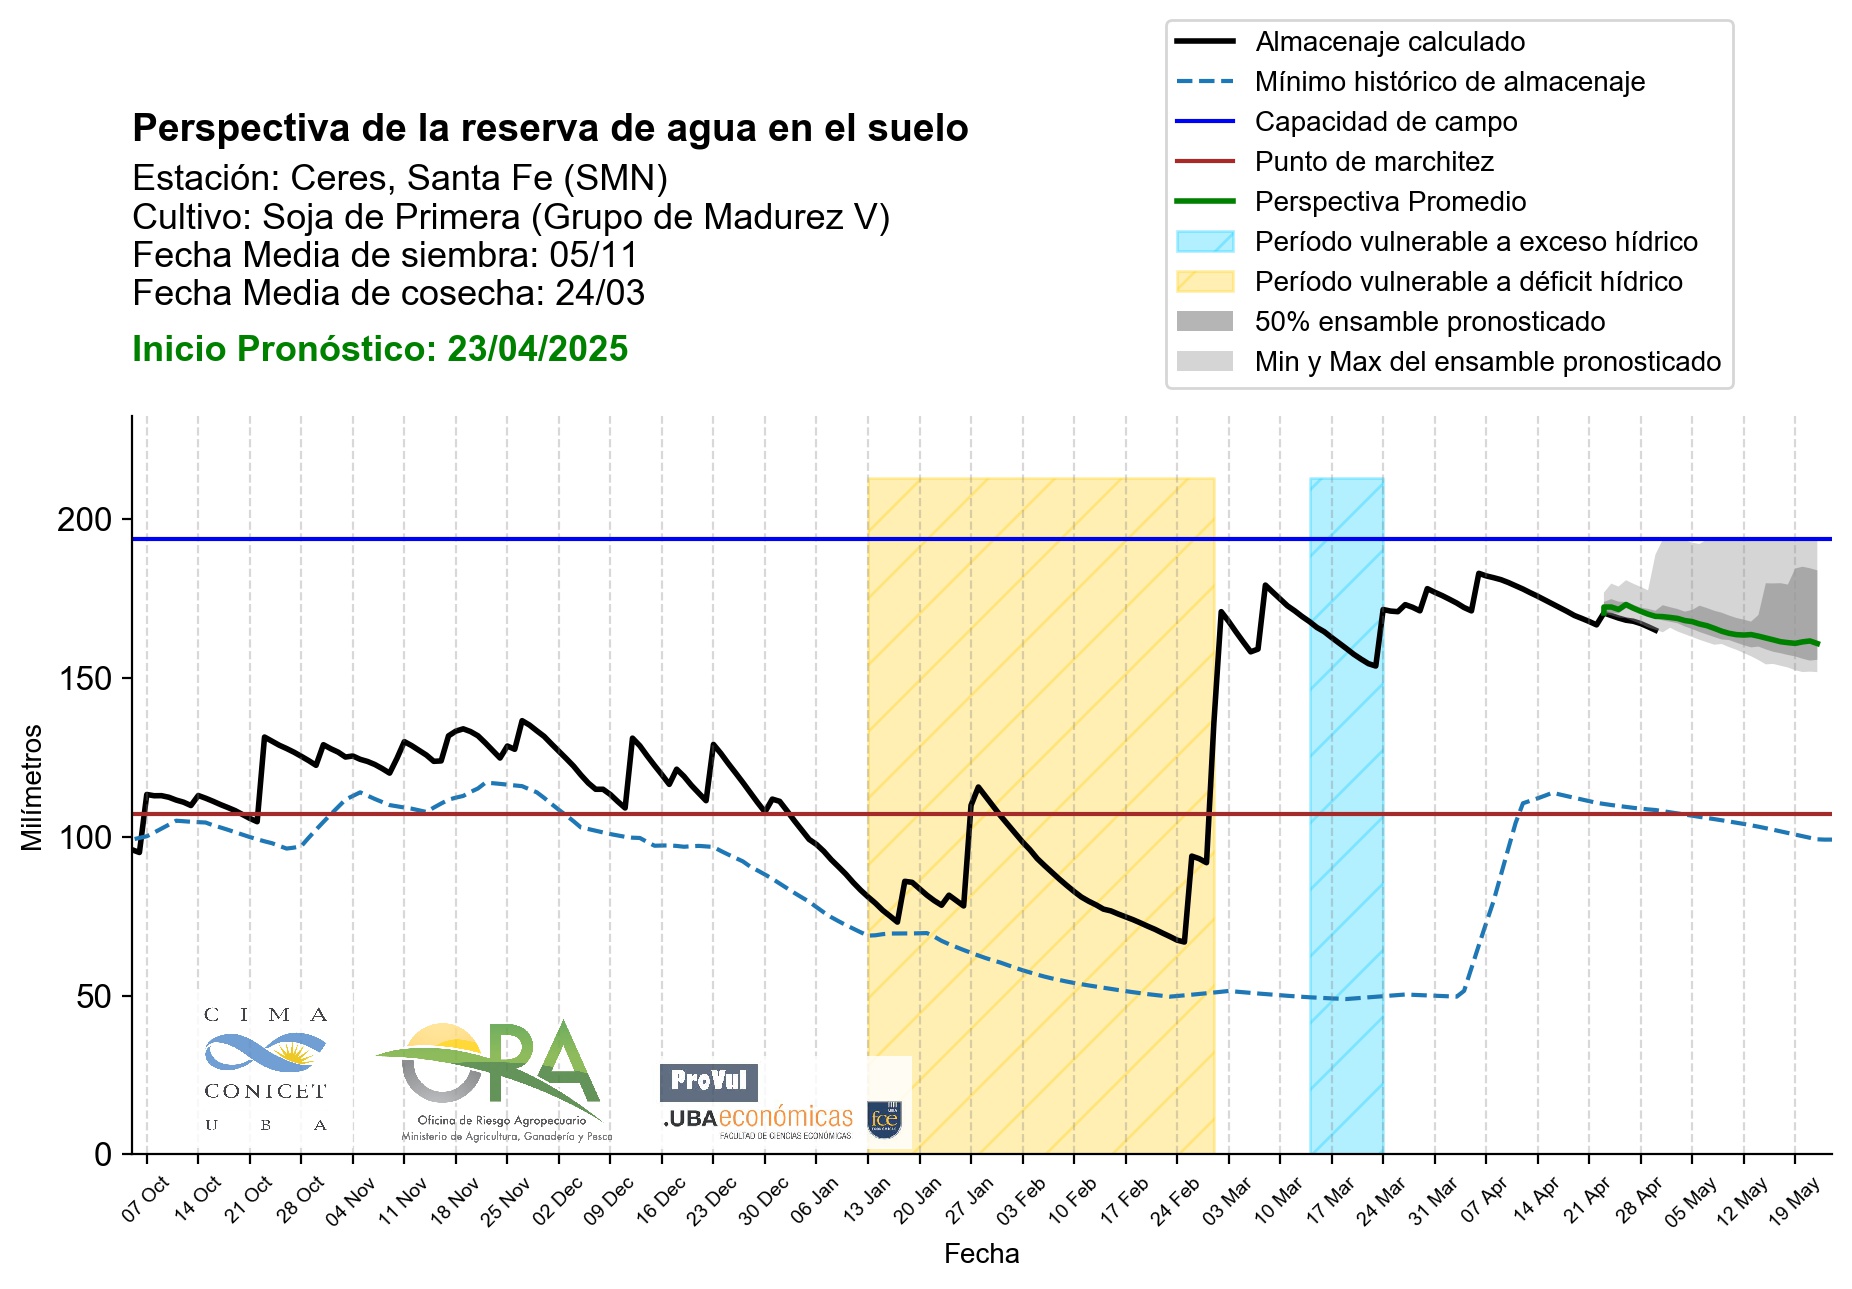 Almacenaje calculado
Mínimo histórico de almacenaje
Capacidad de campo
Punto de marchitez
Perspectiva Promedio
Período vulnerable a exceso hídrico
Período vulnerable a déficit hídrico
50% ensamble pronosticado
Min y Max del ensamble pronosticado
Perspectiva de la reserva de agua en el suelo
Estación: Ceres, Santa Fe (SMN)
Cultivo: Soja de Primera (Grupo de Madurez V)
Fecha Media de siembra: 05/11
Fecha Media de cosecha: 24/03
Inicio Pronóstico: 23/04/2025
200
150
100
50
0
Milímetros
C I M A
CONICET
U B A
ORA
Oficina de Riesgo Agropecuario
Ministerio de Agricultura, Ganadería y Pesca
ProVul
.UBAeconómicas
FACULTAD DE CIENCIAS ECONÓMICAS
UBA
fce
ECONÓMICAS
07 Oct
14 Oct
21 Oct
28 Oct
04 Nov
11 Nov
18 Nov
25 Nov
02 Dec
09 Dec
16 Dec
23 Dec
30 Dec
06 Jan
13 Jan
20 Jan
27 Jan
03 Feb
10 Feb
17 Feb
24 Feb
03 Mar
10 Mar
17 Mar
24 Mar
31 Mar
07 Apr
14 Apr
21 Apr
28 Apr
05 May
12 May
19 May
Fecha